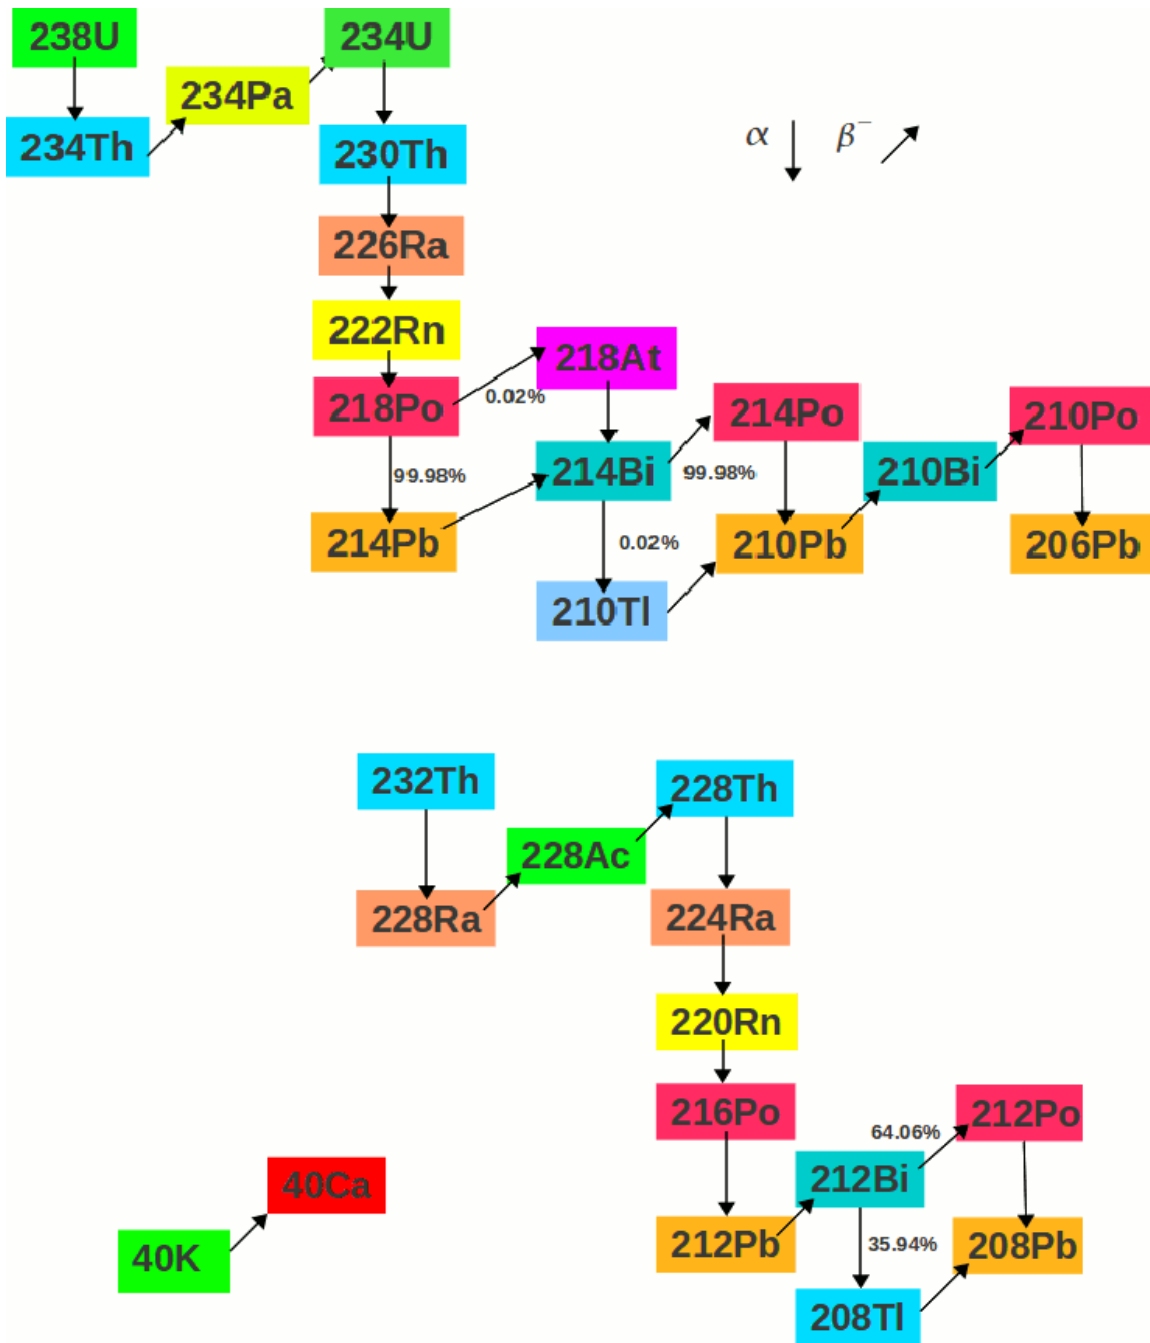 238U
234U
234Pa
234Th
α
β−
230Th
226Ra
222Rn
218At
218Po
0.02%
214Po
210Po
99.98%
214Bi
99.98%
210Bi
214Pb
0.02%
210Pb
206Pb
210Tl
232Th
228Th
228Ac
228Ra
224Ra
220Rn
216Po
212Po
64.06%
40Ca
212Bi
212Pb
35.94%
208Pb
40K
208Tl